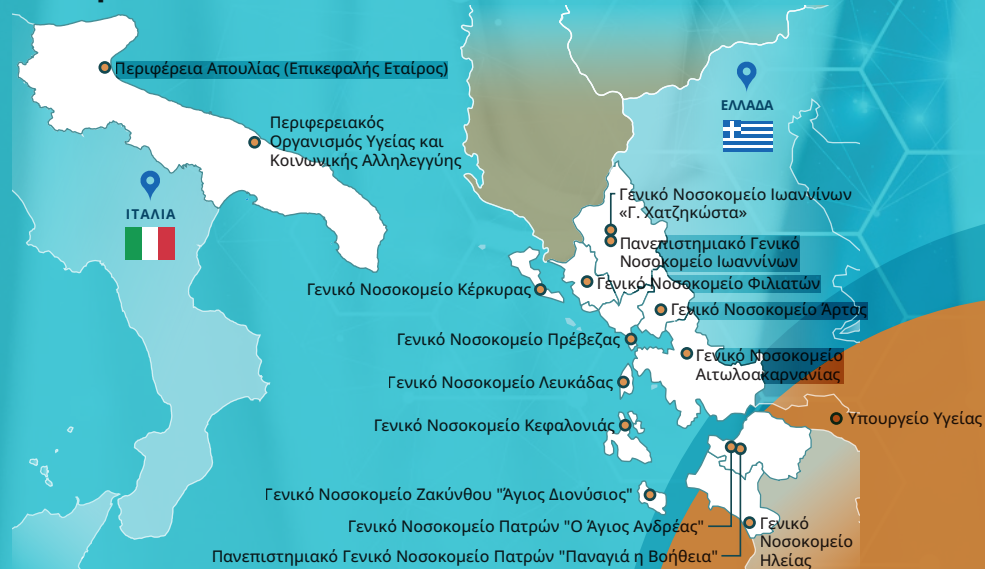 Περιφέρεια Απουλίας (Επικεφαλής Εταίρος)
Περιφερειακός
Οργανισμός Υγείας και
Κοινωνικής Αλληλεγγύης
ΙΤΑΛΙΑ
ΕΛΛΑΔΑ
Γενικό Νοσοκομείο Ιωαννίνων
«Γ. Χατζηκώστα»
Πανεπιστημιακό Γενικό
Νοσοκομείο Ιωαννίνων
Γενικό Νοσοκομείο Φιλιατών
Γενικό Νοσοκομείο Κέρκυρας
Γενικό Νοσοκομείο Άρτας
Γενικό Νοσοκομείο Πρέβεζας
Γενικό Νοσοκομείο
Αιτωλοακαρνανίας
Γενικό Νοσοκομείο Λευκάδας
Γενικό Νοσοκομείο Κεφαλονιάς
Υπουργείο Υγείας
Γενικό Νοσοκομείο Ζακύνθου "Άγιος Διονύσιος"
Γενικό Νοσοκομείο Πατρών "Ο Άγιος Ανδρέας"
Πανεπιστημιακό Γενικό Νοσοκομείο Πατρών "Παναγιά η Βοήθεια"
Γενικό
Νοσοκομείο
Ηλείας